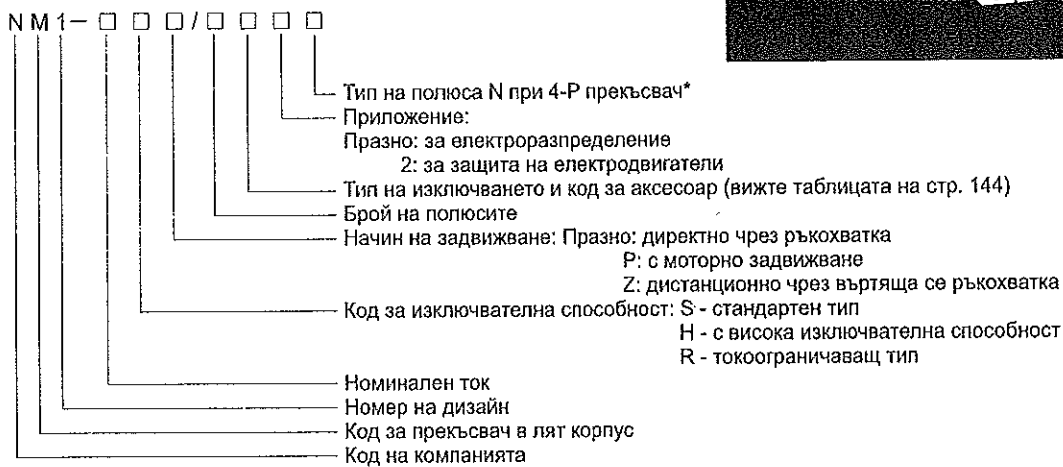 NM1-□ □ □/□ □ □ □
Тип на полюса N при 4-P прекъсвач*
Приложение:
Празно: за електроразпределение
2: за защита на електродвигатели
Тип на изключването и код за аксесоар (вижте таблицата на стр. 144)
Брой на полюсите
Начин на задвижване: Празно: директно чрез ръкохватка
P: с моторно задвижване
Z: дистанционно чрез въртяща се ръкохватка
Код за изключвателна способност: S - стандартен тип
H - с висока изключвателна способност
R - токоограничаващ тип
Номинален ток
Номер на дизайн
Код за прекъсвач в лят корпус
Код на компанията